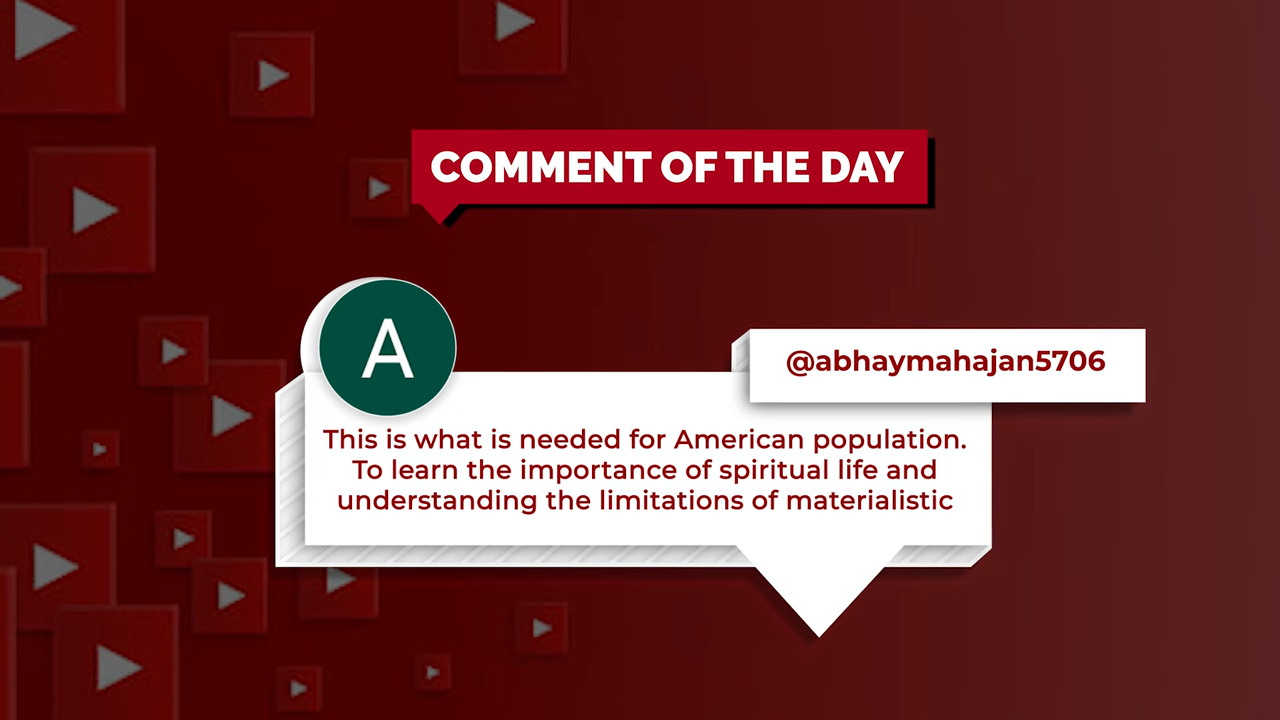 COMMENT OF THE DAY
A
@abhaymahajan5706
This is what is needed for American population.
To learn the importance of spiritual life and
understanding the limitations of materialistic